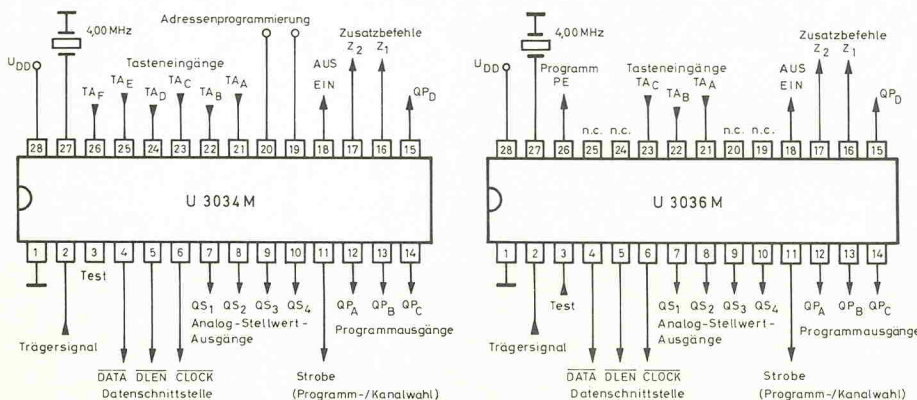 Adressenprogrammierung
4,00 MHz
U_DD
TA_F TA_E TA_D TA_C TA_B TA_A
Tasteneingänge
AUS
EIN
Zusatzbefehle
Z_2 Z_1
QP_D
28 27 26 25 24 23 22 21 20 19 18 17 16 15
U 3034 M
1 2 3 4 5 6 7 8 9 10 11 12 13 14
Test
QS_1 QS_2 QS_3 QS_4
Analog-Stellwert-
Ausgänge
QP_A QP_B QP_C
Programmausgänge
Trägersignal
DATA DLEN CLOCK
Datenschnittstelle
Strobe
(Programm-/Kanalwahl)
4,00 MHz
U_DD
Programm
PE
Tasteneingänge
TA_C TA_B TA_A
n.c. n.c. n.c. n.c.
AUS
EIN
Zusatzbefehle
Z_2 Z_1
QP_D
28 27 26 25 24 23 22 21 20 19 18 17 16 15
U 3036 M
1 2 3 4 5 6 7 8 9 10 11 12 13 14
Test
QS_1 QS_2 QS_3 QS_4
Analog-Stellwert-
Ausgänge
QP_A QP_B QP_C
Programmausgänge
Trägersignal
DATA DLEN CLOCK
Datenschnittstelle
Strobe
(Programm-/Kanalwahl)